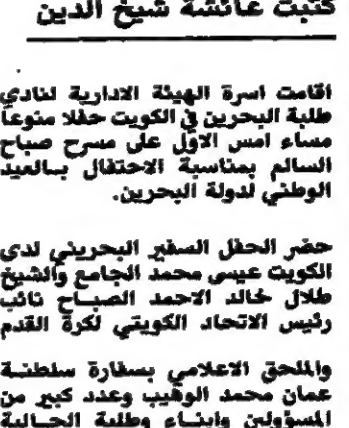 كتبت عائشة شيخ الدين
اقامت اسرة الهيئة الادارية لنادي
طلبة البحرين في الكويت حفلا منوعا
مساء امس الاول على مسرح صباح
السالم بمناسبة الاحتفال بالعيد
الوطني لدولة البحرين.
حضر الحفل السفير البحريني لدى
الكويت عيسى محمد الجامع والشيخ
طلال خالد الاحمد الصباح نائب
رئيس الاتحاد الكويتي لكرة القدم
والملحق الاعلامي بسفارة سلطنة
عمان محمد الوهيب وعدد كبير من
المسؤولين وابناء وطلبة الجالية